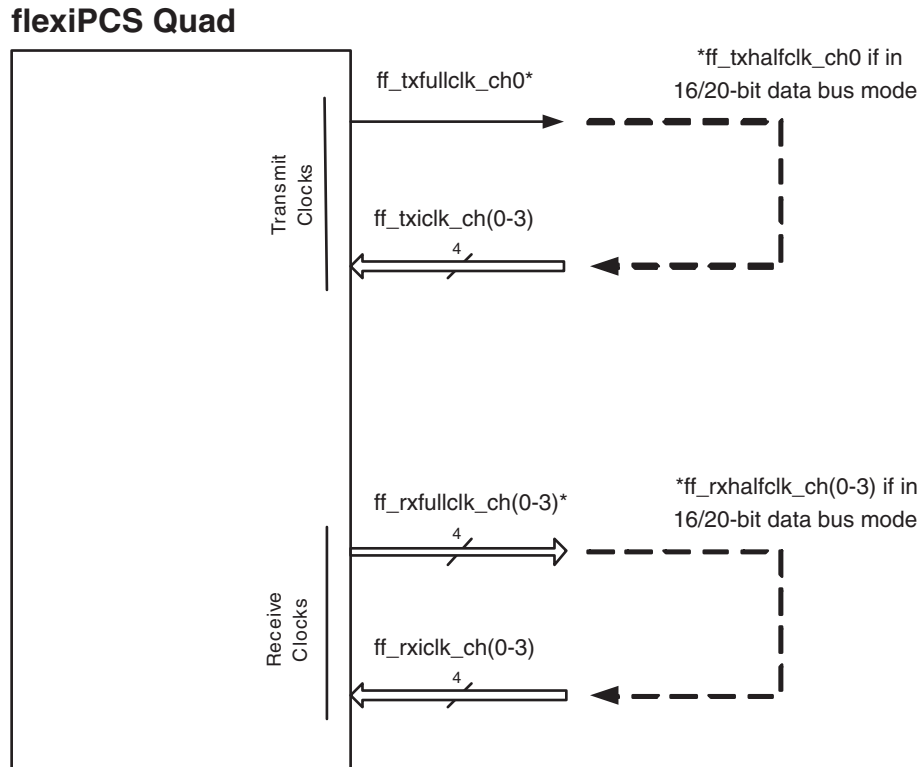 flexiPCS Quad
ff_txfullclk_ch0*
*ff_txhalfclk_ch0 if in
16/20-bit data bus mode
Transmit
Clocks
ff_txiclk_ch(0-3)
4
ff_rxfullclk_ch(0-3)*
4
*ff_rxhalfclk_ch(0-3) if in
16/20-bit data bus mode
Receive
Clocks
ff_rxiclk_ch(0-3)
4